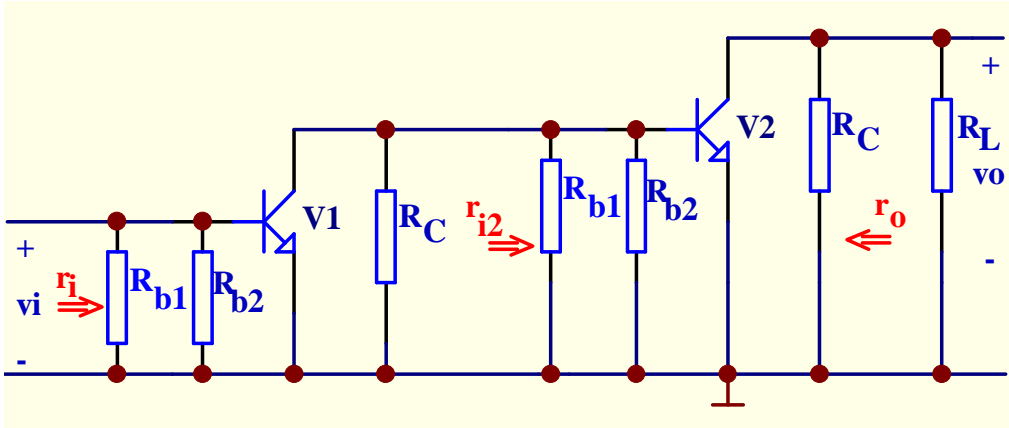 +
vi
-
ri
Rb1
Rb2
V1
RC
ri2
Rb1
Rb2
V2
RC
ro
RL
+
vo
-